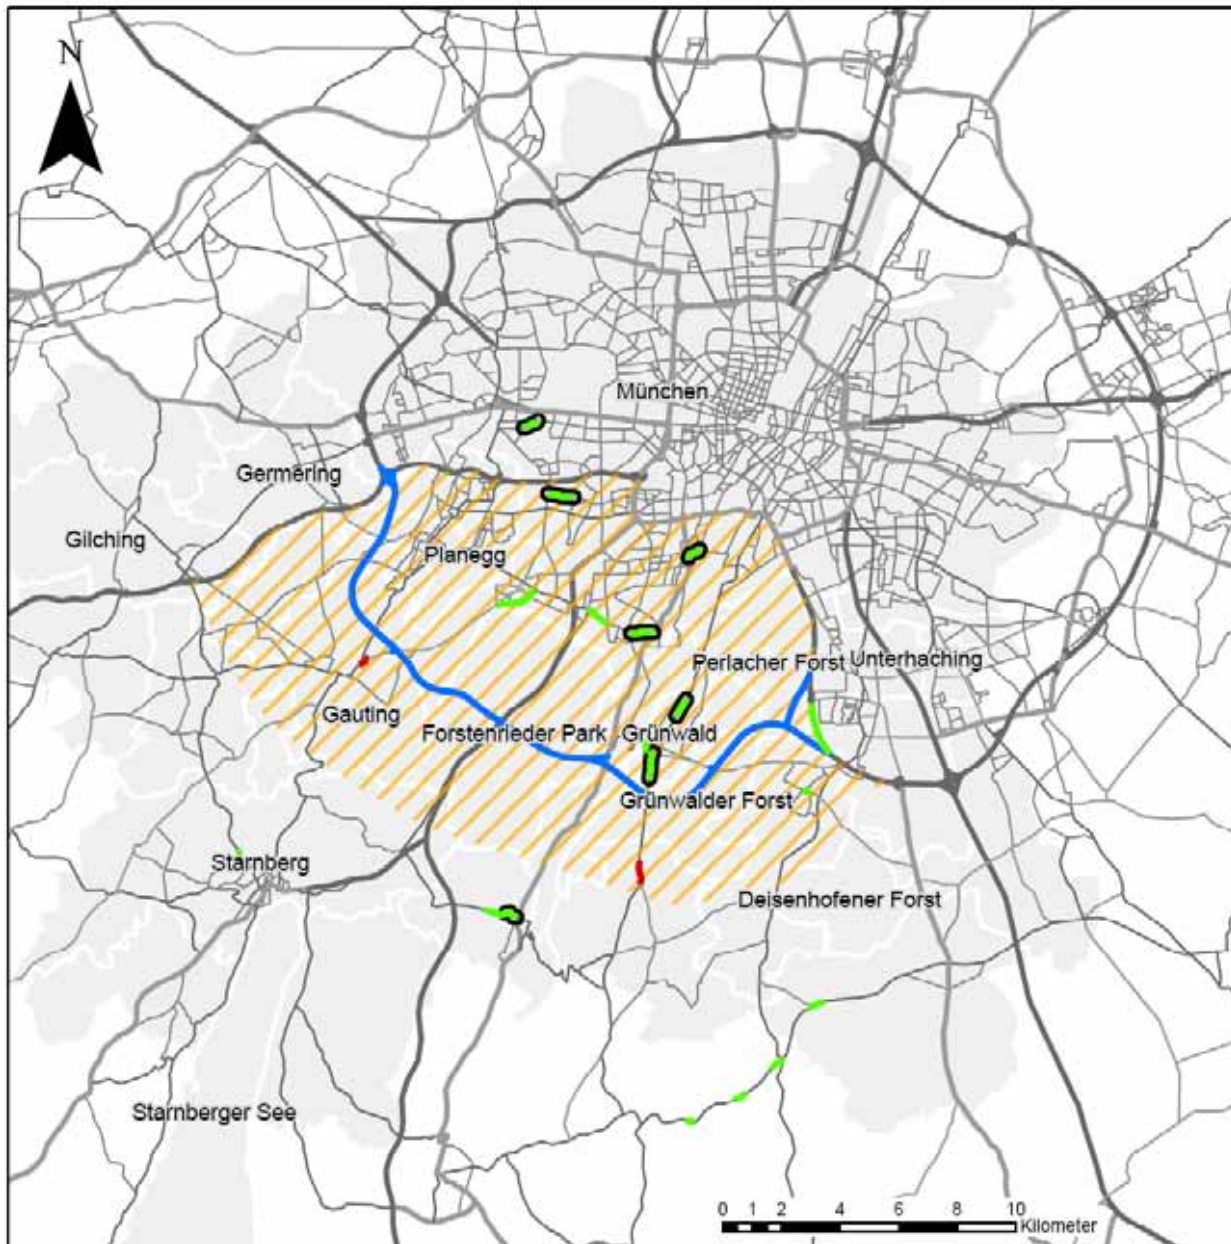 N
München
Germering
Gilching
Planegg
Perlacher Forst
Unterhaching
Gauting
Forstenrieder Park
Grünwald
Grünwalder Forst
Starnberg
Deisenhofener Forst
Starnberger See
0 1 2 4 6 8 10
Kilometer